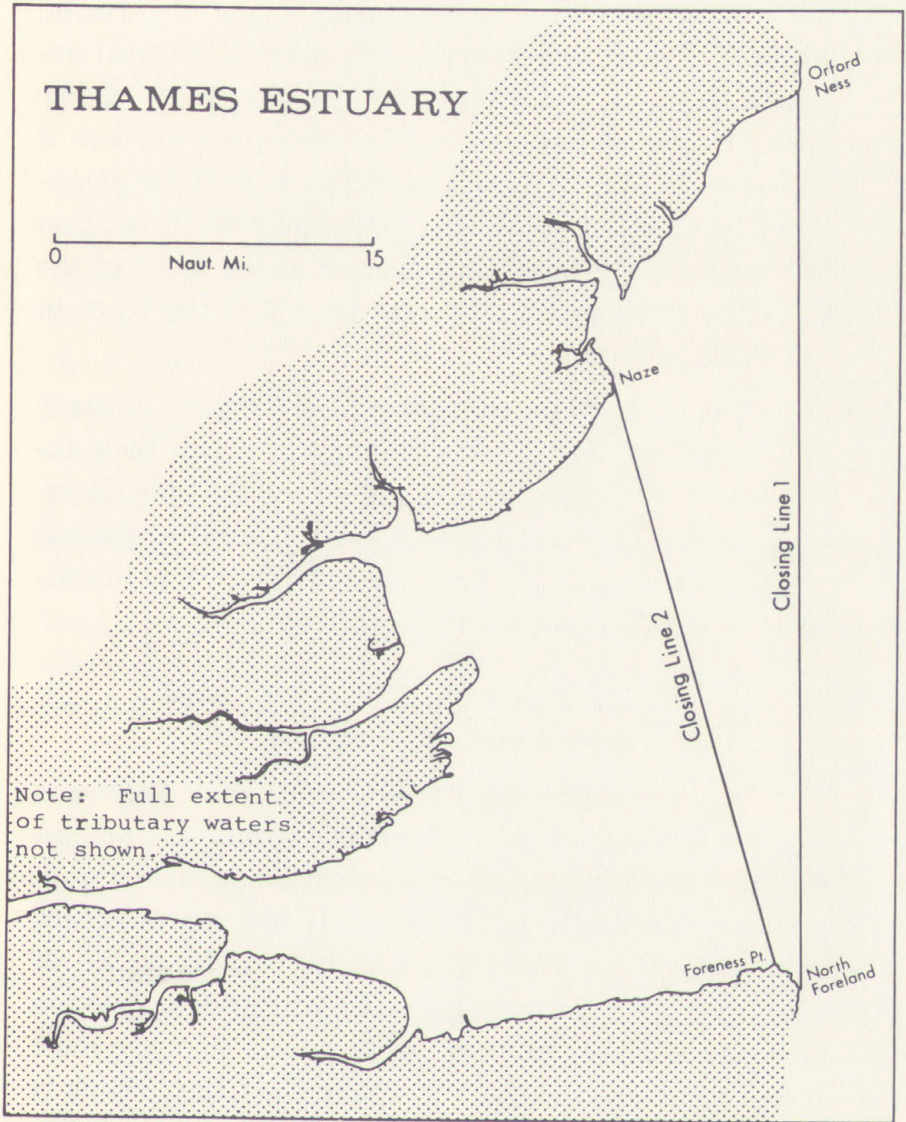 THAMES ESTUARY
Orford
Ness
0 15
Naut. Mi.
Naze
Closing Line 1
Closing Line 2
Note: Full extent
of tributary waters
not shown.
Foreness Pt.
North
Foreland